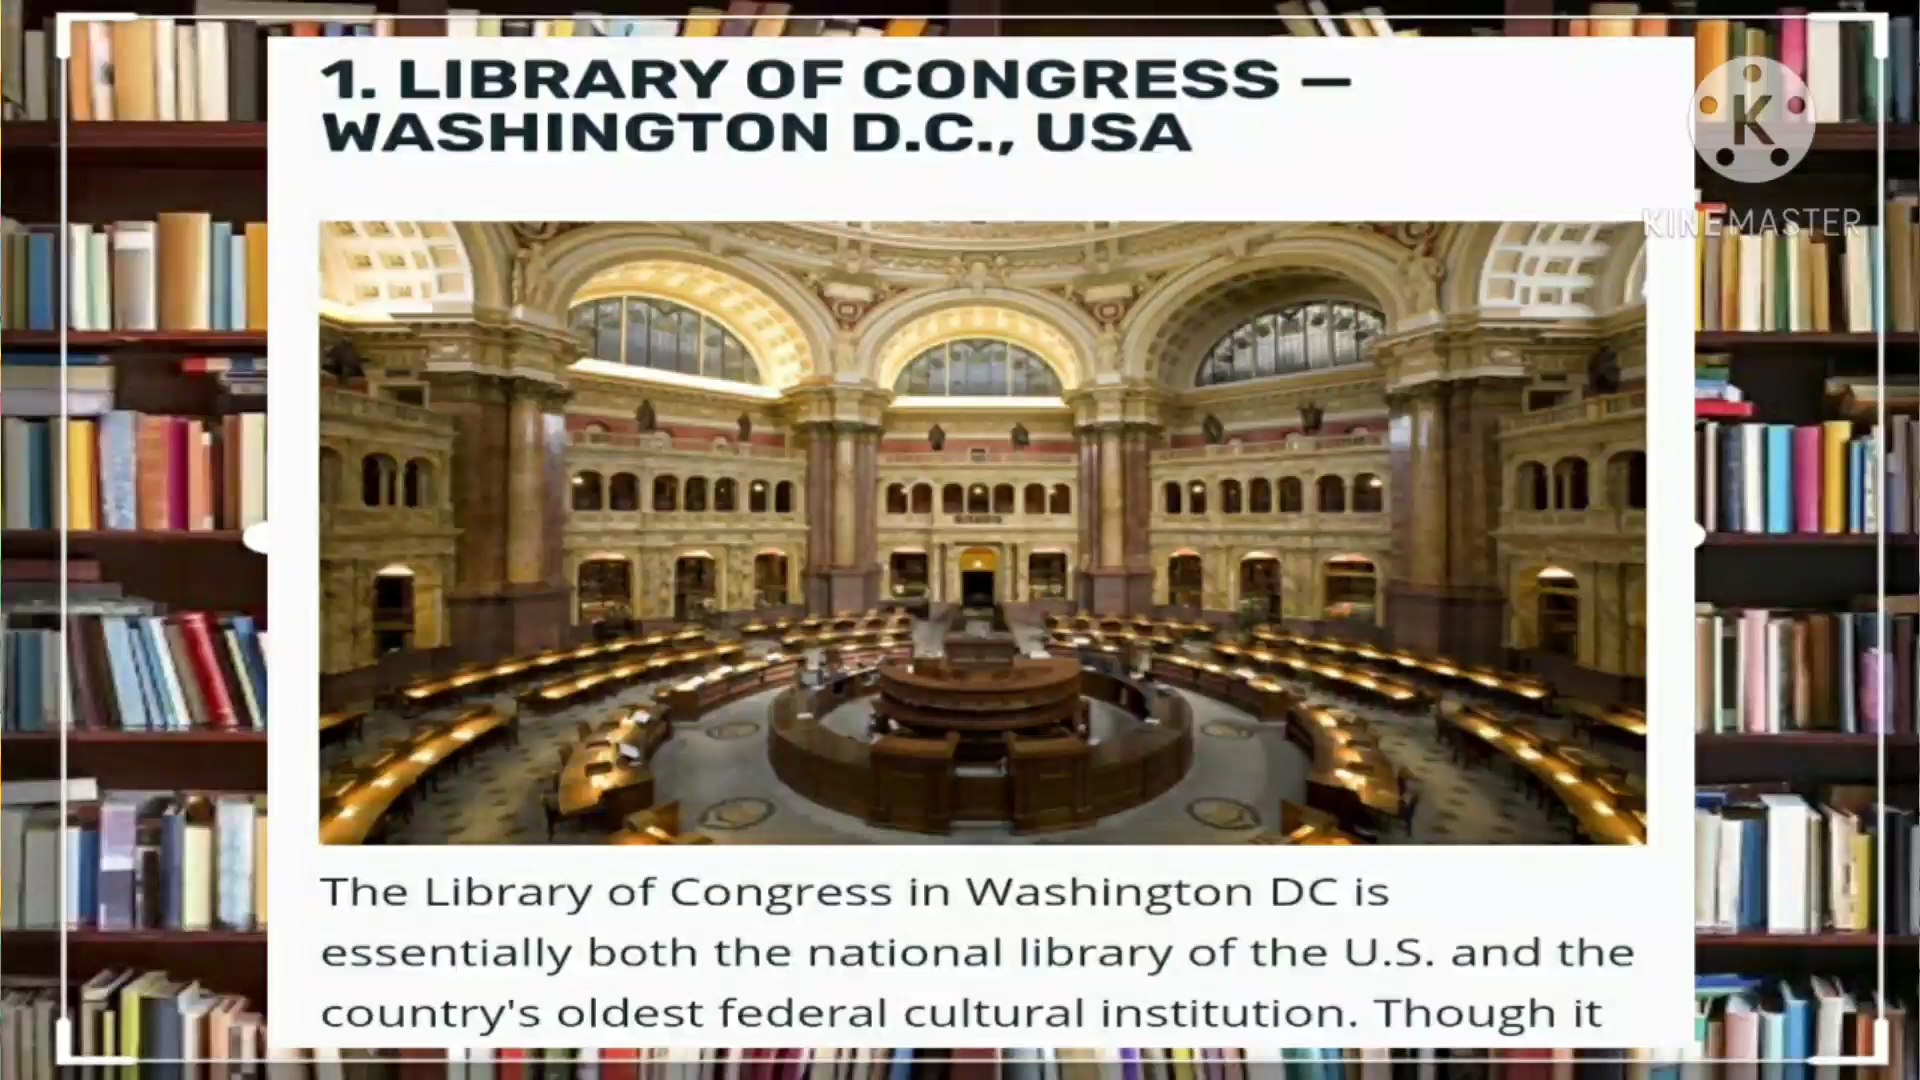 1. LIBRARY OF CONGRESS –
WASHINGTON D.C., USA
K
KINEMASTER
The Library of Congress in Washington DC is
essentially both the national library of the U.S. and the
country's oldest federal cultural institution. Though it